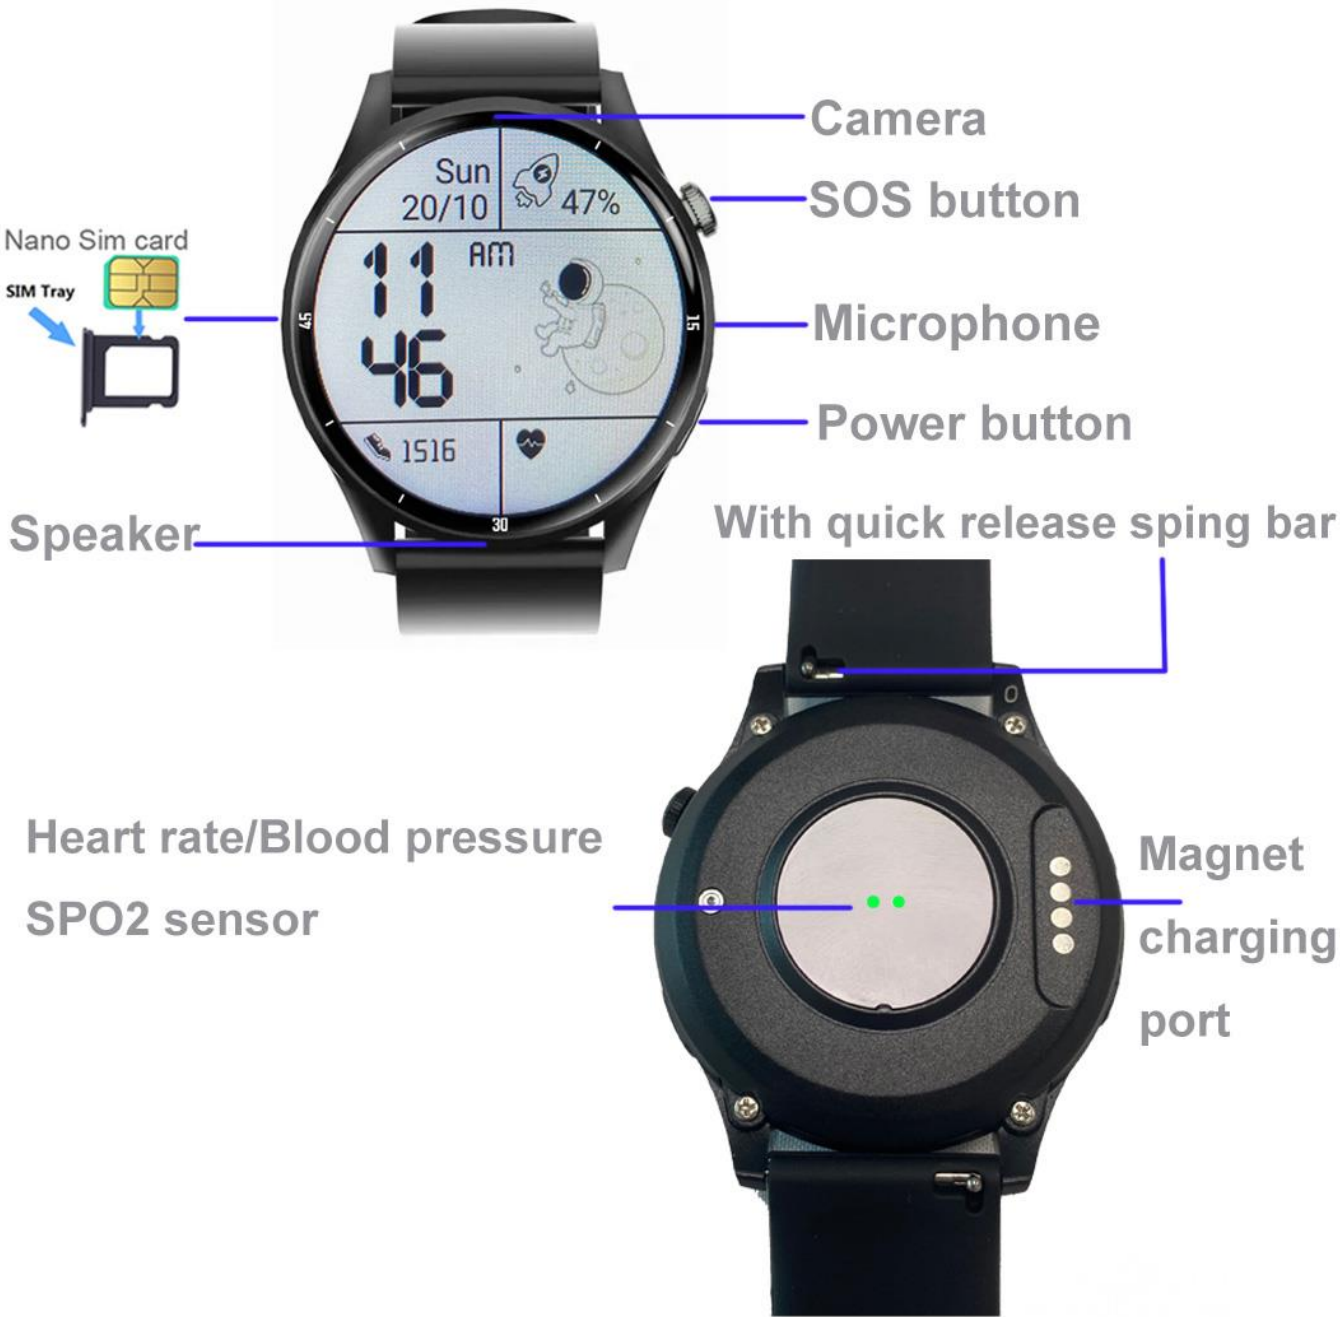 Camera
SOS button
Microphone
Power button
Nano Sim card
SIM Tray
Sun
20/10
47%
11
AM
46
45
15
1516
30
Speaker
With quick release sping bar
Heart rate/Blood pressure
SPO2 sensor
Magnet
charging
port